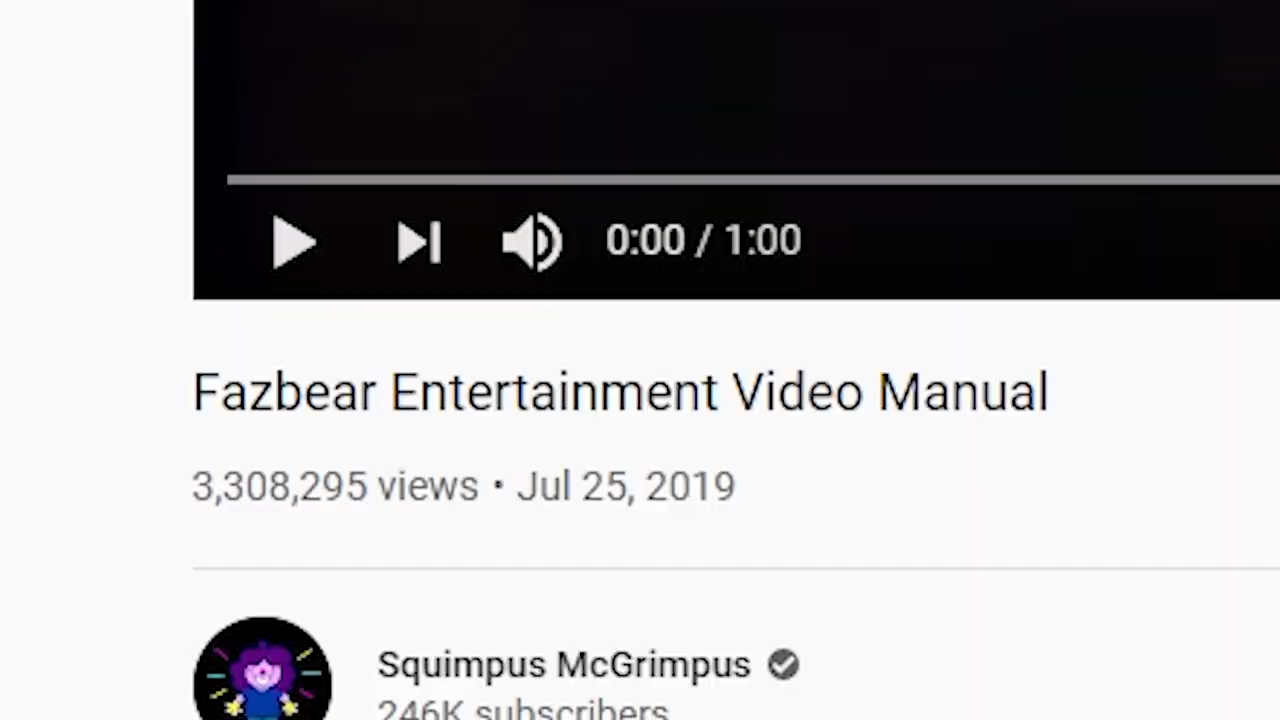 0:00 / 1:00
Fazbear Entertainment Video Manual
3,308,295 views • Jul 25, 2019
Squimpus McGrimpus
246K subscribers